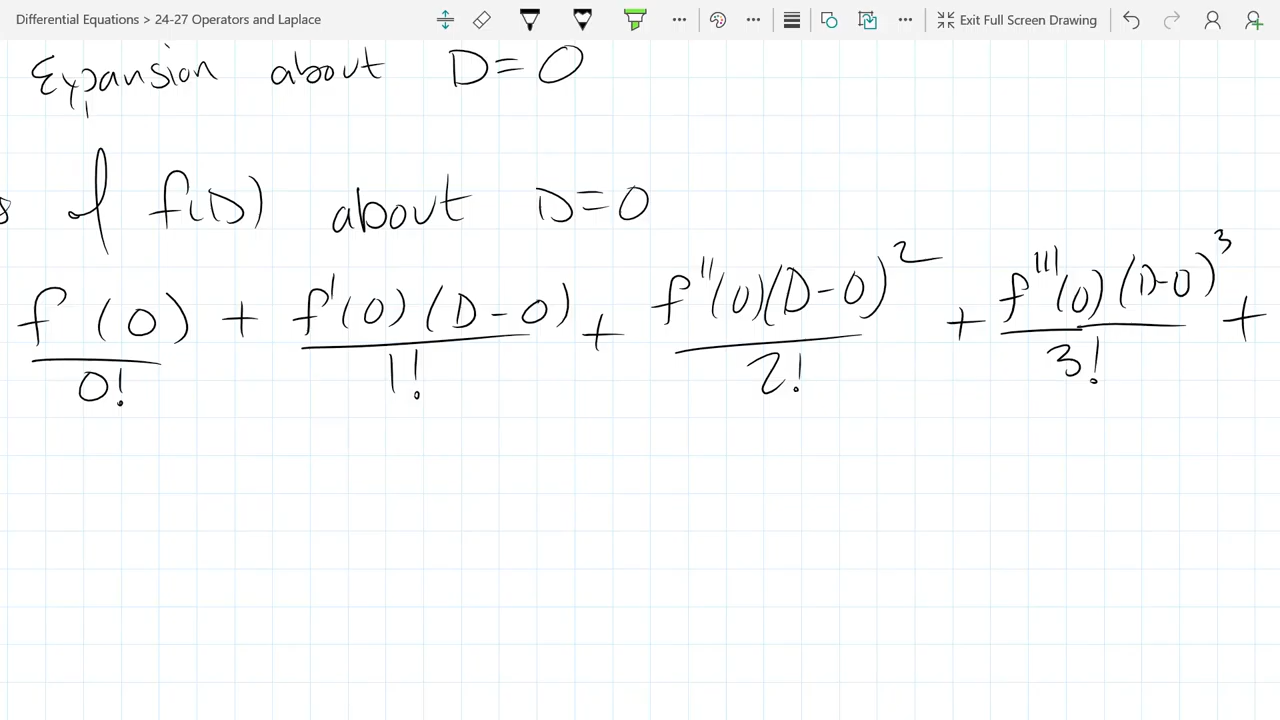 Differential Equations > 24-27 Operators and Laplace
Exit Full Screen Drawing
Expansion about D=0
of f(D) about D=0
f(0)/0! + f'(0)(D-0)/1! + f''(0)(D-0)²/2! + f'''(0)(D-0)³/3! +